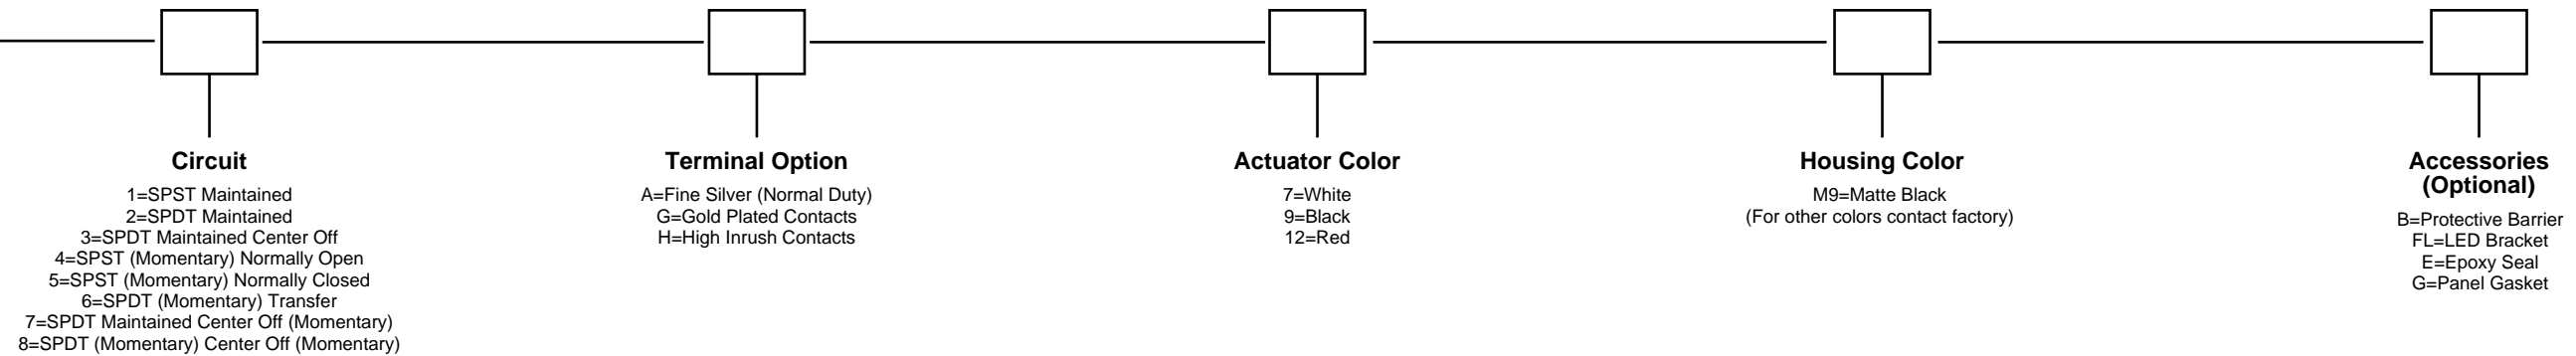 Circuit
1=SPST Maintained
2=SPDT Maintained
3=SPDT Maintained Center Off
4=SPST (Momentary) Normally Open
5=SPST (Momentary) Normally Closed
6=SPDT (Momentary) Transfer
7=SPDT Maintained Center Off (Momentary)
8=SPDT (Momentary) Center Off (Momentary)
Terminal Option
A=Fine Silver (Normal Duty)
G=Gold Plated Contacts
H=High Inrush Contacts
Actuator Color
7=White
9=Black
12=Red
Housing Color
M9=Matte Black
(For other colors contact factory)
Accessories
(Optional)
B=Protective Barrier
FL=LED Bracket
E=Epoxy Seal
G=Panel Gasket